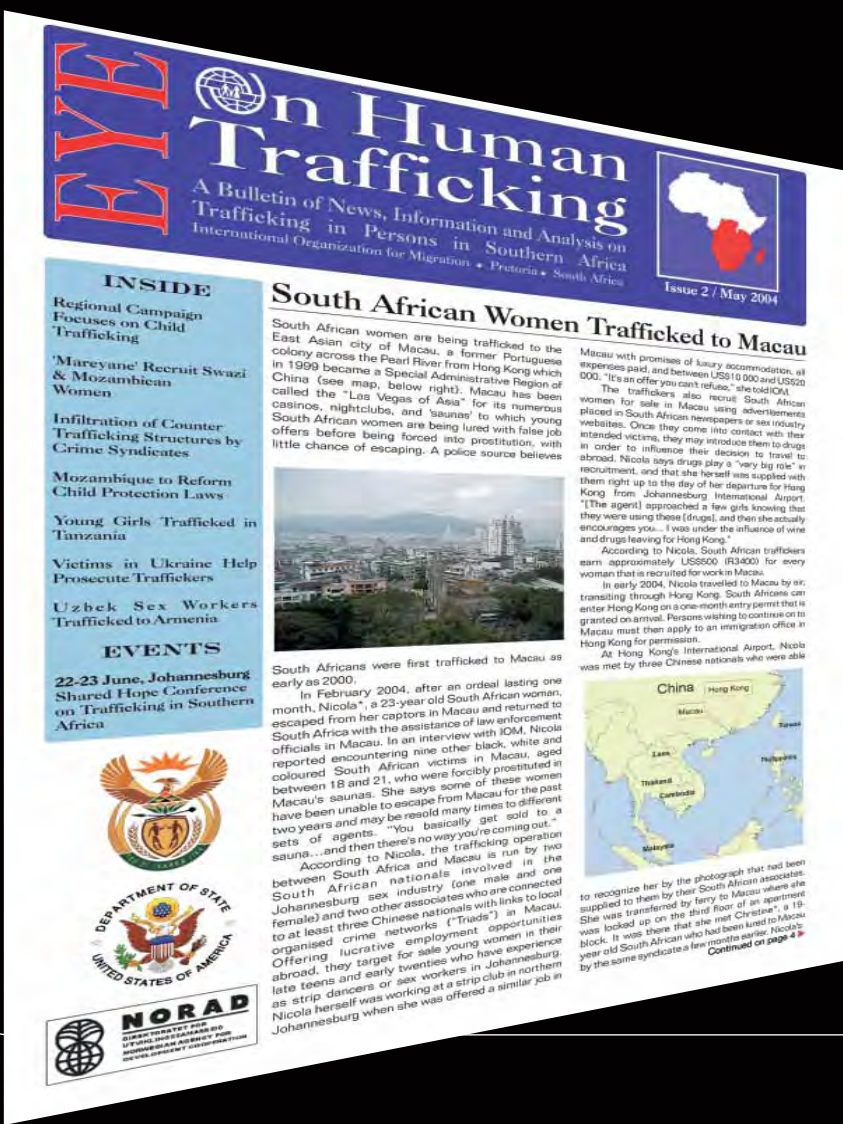 EYE
On Human
Trafficking
A Bulletin of News, Information and Analysis on
Trafficking in Persons in Southern Africa
International Organization for Migration • Pretoria • South Africa
Issue 2 / May 2004
INSIDE
Regional Campaign
Focuses on Child
Trafficking
'Mareyane' Recruit Swazi
& Mozambican
Women
Infiltration of Counter
Trafficking Structures by
Crime Syndicates
Mozambique to Reform
Child Protection Laws
Young Girls Trafficked in
Tanzania
Victims in Ukraine Help
Prosecute Traffickers
Uzbek Sex Workers
Trafficked to Armenia
EVENTS
22-23 June, Johannesburg
Shared Hope Conference
on Trafficking in Southern
Africa
DEPARTMENT OF STATE
UNITED STATES OF AMERICA
NORAD
DIREKTORATET FOR
UTVIKLINGSSAMARBEID
NORWEGIAN AGENCY FOR
DEVELOPMENT COOPERATION
South African Women Trafficked to Macau
South African women are being trafficked to the
East Asian city of Macau, a former Portuguese
colony across the Pearl River from Hong Kong which
in 1999 became a Special Administrative Region of
China (see map, below right). Macau has been
called the "Las Vegas of Asia" for its numerous
casinos, nightclubs, and 'saunas' to which young
South African women are being lured with false job
offers before being forced into prostitution, with
little chance of escaping. A police source believes
South Africans were first trafficked to Macau as
early as 2000.
In February 2004, after an ordeal lasting one
month, Nicola*, a 23-year old South African woman,
escaped from her captors in Macau and returned to
South Africa with the assistance of law enforcement
officials in Macau. In an interview with IOM, Nicola
reported encountering nine other black, white and
coloured South African victims in Macau, aged
between 18 and 21, who were forcibly prostituted in
Macau's saunas. She says some of these women
have been unable to escape from Macau for the past
two years and may be resold many times to different
sets of agents. "You basically get sold to a
sauna...and then there's no way you're coming out."
According to Nicola, the trafficking operation
between South Africa and Macau is run by two
South African nationals involved in the
Johannesburg sex industry (one male and one
female) and two other associates who are connected
to at least three Chinese nationals with links to local
organised crime networks ("Triads") in Macau.
Offering lucrative employment opportunities
abroad, they target for sale young women in their
late teens and early twenties who have experience
as strip dancers or sex workers in Johannesburg.
Nicola herself was working at a strip club in northern
Johannesburg when she was offered a similar job in
Macau with promises of luxury accommodation, all
expenses paid, and between US$10 000 and US$20
000. "It's an offer you can't refuse," she told IOM.
The traffickers also recruit South African
women for sale in Macau using advertisements
placed in South African newspapers or sex industry
websites. Once they come into contact with their
intended victims, they may introduce them to drugs
in order to influence their decision to travel to
abroad. Nicola says drugs play a "very big role" in
recruitment, and that she herself was supplied with
them right up to the day of her departure for Hong
Kong from Johannesburg International Airport.
"[The agent] approached a few girls knowing that
they were using these [drugs], and then she actually
encourages you... I was under the influence of wine
and drugs leaving for Hong Kong."
According to Nicola, South African traffickers
earn approximately US$500 (R3400) for every
woman that is recruited for work in Macau.
In early 2004, Nicola travelled to Macau by air,
transiting through Hong Kong. South Africans can
enter Hong Kong on a one-month entry permit that is
granted on arrival. Persons wishing to continue on to
Macau must then apply to an immigration office in
Hong Kong for permission.
At Hong Kong's International Airport, Nicola
was met by three Chinese nationals who were able
China
Hong Kong
Macau
Taiwan
Laos
Philippines
Thailand
Cambodia
Malaysia
to recognize her by the photograph that had been
supplied to them by their South African associates.
She was transferred by ferry to Macau where she
was locked up on the third floor of an apartment
block. It was there that she met Christine*, a 19-
year old South African who had been lured to Macau
by the same syndicate a few months earlier. Nicola's
Continued on page 4